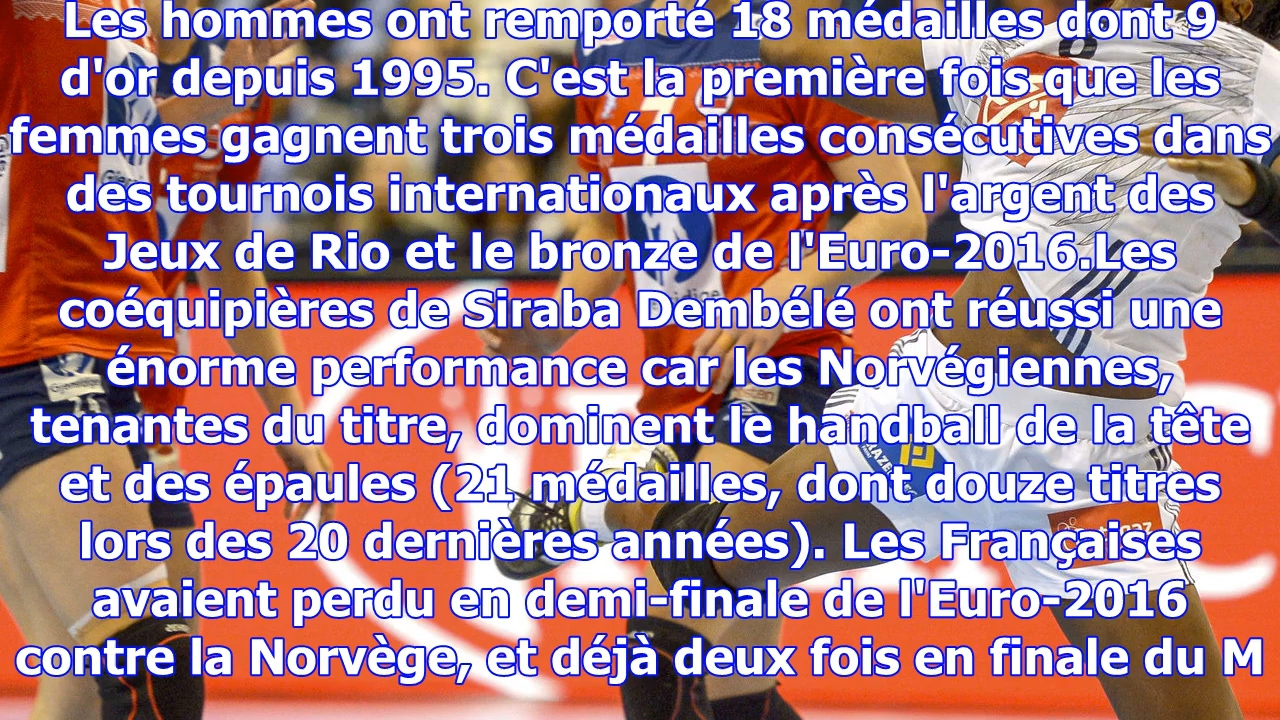 Les hommes ont remporté 18 médailles dont 9
d'or depuis 1995. C'est la première fois que les
femmes gagnent trois médailles consécutives dans
des tournois internationaux après l'argent des
Jeux de Rio et le bronze de l'Euro-2016.Les
coéquipières de Siraba Dembélé ont réussi une
énorme performance car les Norvégiennes,
tenantes du titre, dominent le handball de la tête
et des épaules (21 médailles, dont douze titres
lors des 20 dernières années). Les Françaises
avaient perdu en demi-finale de l'Euro-2016
contre la Norvège, et déjà deux fois en finale du M